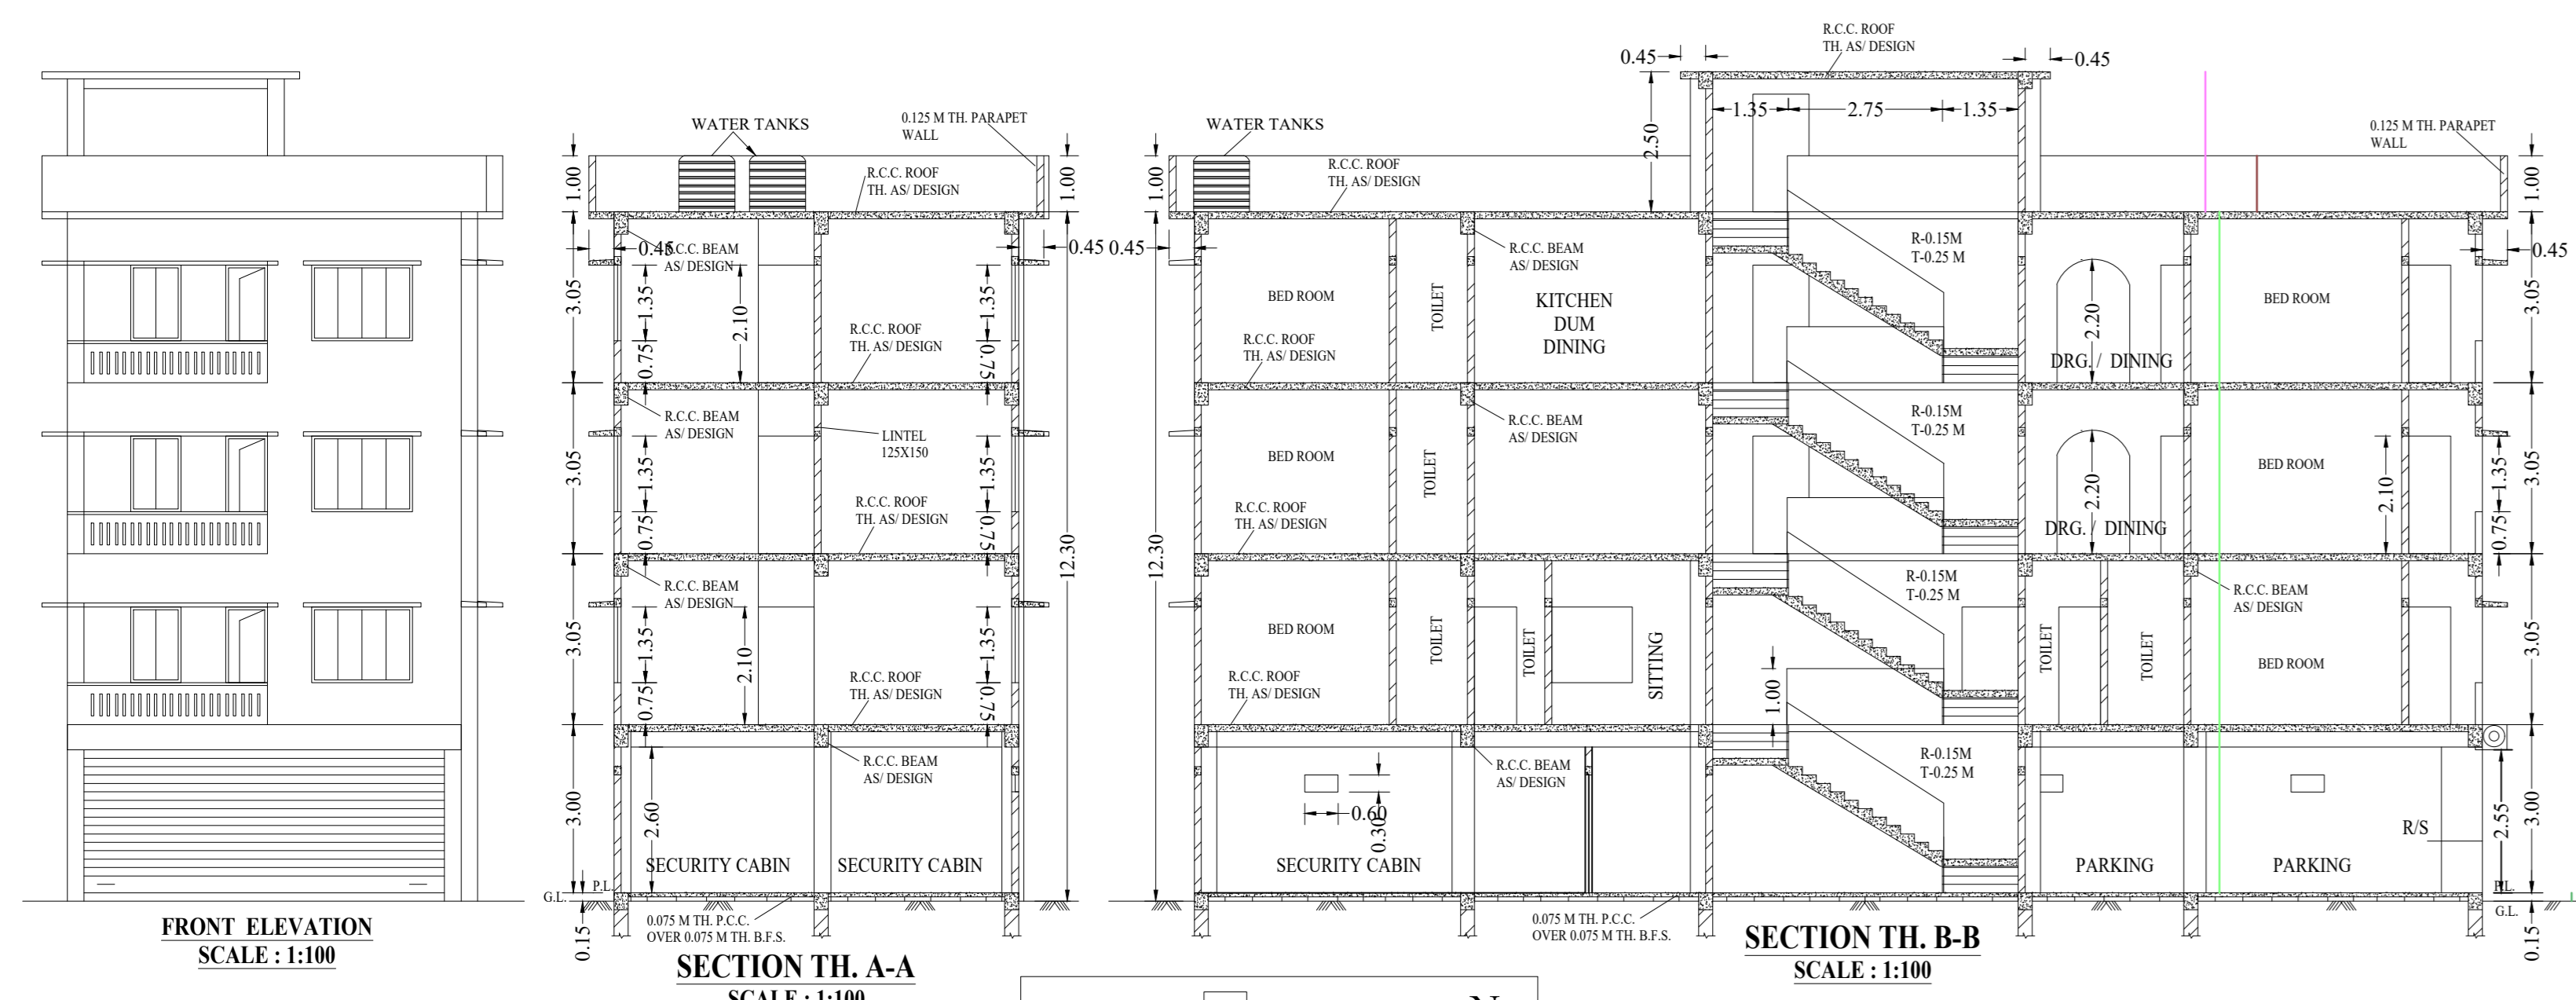 FRONT ELEVATION
SCALE : 1:100
WATER TANKS
0.125 M TH. PARAPET
WALL
1.00
1.00
R.C.C. ROOF
TH. AS/ DESIGN
0.45
0.45
R.C.C. BEAM
AS/ DESIGN
3.05
1.35
2.10
1.35
R.C.C. ROOF
TH. AS/ DESIGN
0.75
0.75
R.C.C. BEAM
AS/ DESIGN
LINTEL
125X150
3.05
1.35
1.35
R.C.C. ROOF
TH. AS/ DESIGN
0.75
0.75
12.30
R.C.C. BEAM
AS/ DESIGN
3.05
1.35
2.10
1.35
R.C.C. ROOF
TH. AS/ DESIGN
0.75
0.75
R.C.C. BEAM
AS/ DESIGN
3.00
2.60
SECURITY CABIN
SECURITY CABIN
P.L.
G.L.
0.15
0.075 M TH. P.C.C.
OVER 0.075 M TH. B.F.S.
SECTION TH. A-A
SCALE : 1:100
R.C.C. ROOF
TH. AS/ DESIGN
0.45
0.45
1.35
2.75
1.35
2.50
WATER TANKS
R.C.C. ROOF
TH. AS/ DESIGN
0.125 M TH. PARAPET
WALL
1.00
1.00
0.45
0.45
R.C.C. BEAM
AS/ DESIGN
R-0.15M
T-0.25 M
BED ROOM
TOILET
KITCHEN
DUM
DINING
2.20
BED ROOM
3.05
R.C.C. ROOF
TH. AS/ DESIGN
DRG. / DINING
R.C.C. BEAM
AS/ DESIGN
R-0.15M
T-0.25 M
BED ROOM
TOILET
2.20
BED ROOM
2.10
1.35
3.05
R.C.C. ROOF
TH. AS/ DESIGN
DRG. / DINING
0.75
12.30
R-0.15M
T-0.25 M
R.C.C. BEAM
AS/ DESIGN
BED ROOM
TOILET
TOILET
SITTING
TOILET
TOILET
BED ROOM
3.05
R.C.C. ROOF
TH. AS/ DESIGN
1.00
R.C.C. BEAM
AS/ DESIGN
R-0.15M
T-0.25 M
0.60
0.30
2.55
3.00
R/S
SECURITY CABIN
PARKING
PARKING
P.L.
G.L.
0.15
0.075 M TH. P.C.C.
OVER 0.075 M TH. B.F.S.
SECTION TH. B-B
SCALE : 1:100
N